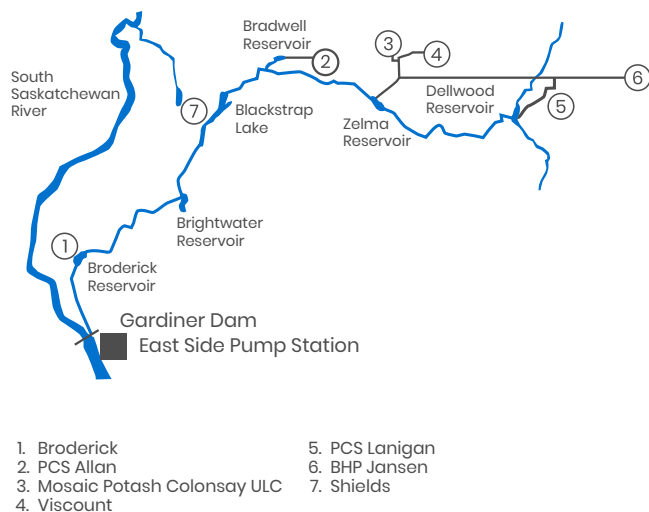 Bradwell
Reservoir
South
Saskatchewan
River
3
4
2
6
Dellwood
Reservoir
7
Blackstrap
Lake
5
Zelma
Reservoir
Brightwater
Reservoir
1
Broderick
Reservoir
Gardiner Dam
East Side Pump Station
1. Broderick
2. PCS Allan
3. Mosaic Potash Colonsay ULC
4. Viscount
5. PCS Lanigan
6. BHP Jansen
7. Shields